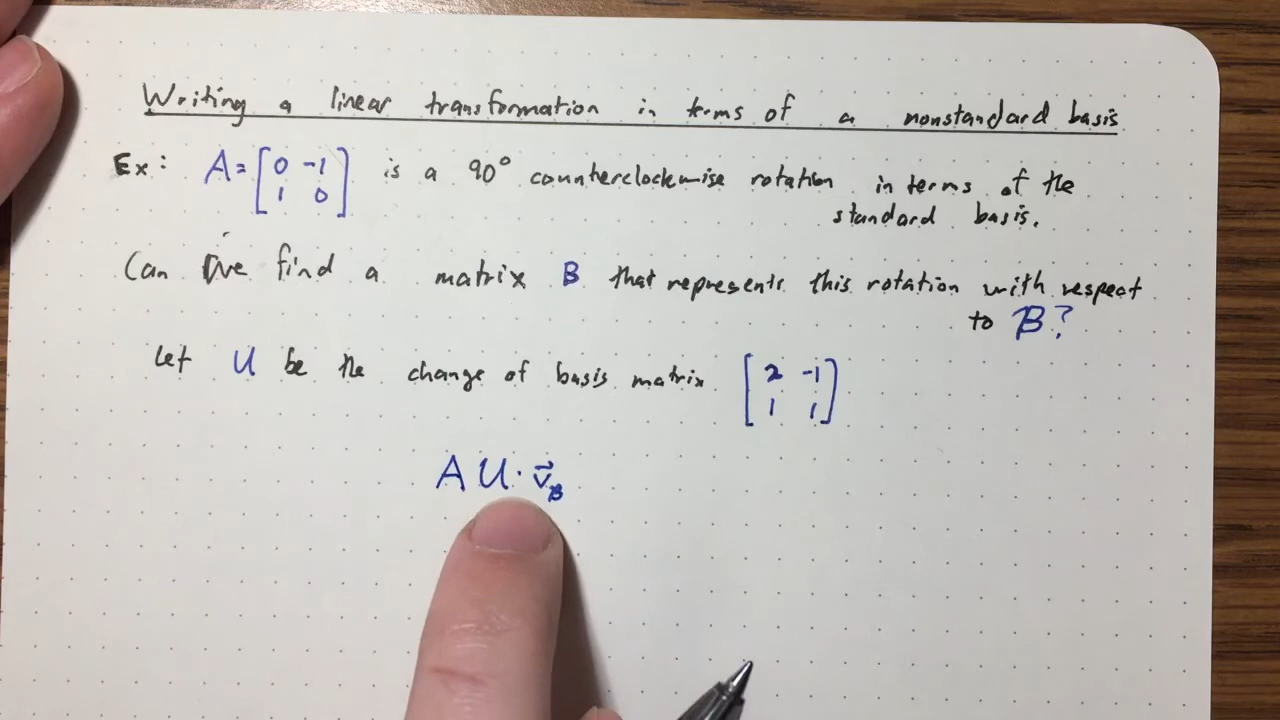 Writing a linear transformation in terms of a nonstandard basis
Ex: A = [0 -1
1 0] is a 90° counterclockwise rotation in terms of the
standard basis.
Can we find a matrix B that represents this rotation with respect
to ℬ?
Let U be the change of basis matrix [2 -1
1 1]
A U · v⃗_ℬ